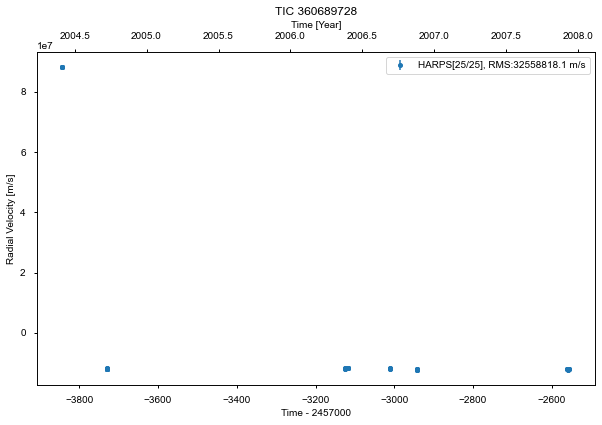 TIC 360689728
Time [Year]
2004.5 2005.0 2005.5 2006.0 2006.5 2007.0 2007.5 2008.0
1e7
HARPS[25/25], RMS:32558818.1 m/s
8
6
4
2
0
Radial Velocity [m/s]
−3800 −3600 −3400 −3200 −3000 −2800 −2600
Time - 2457000